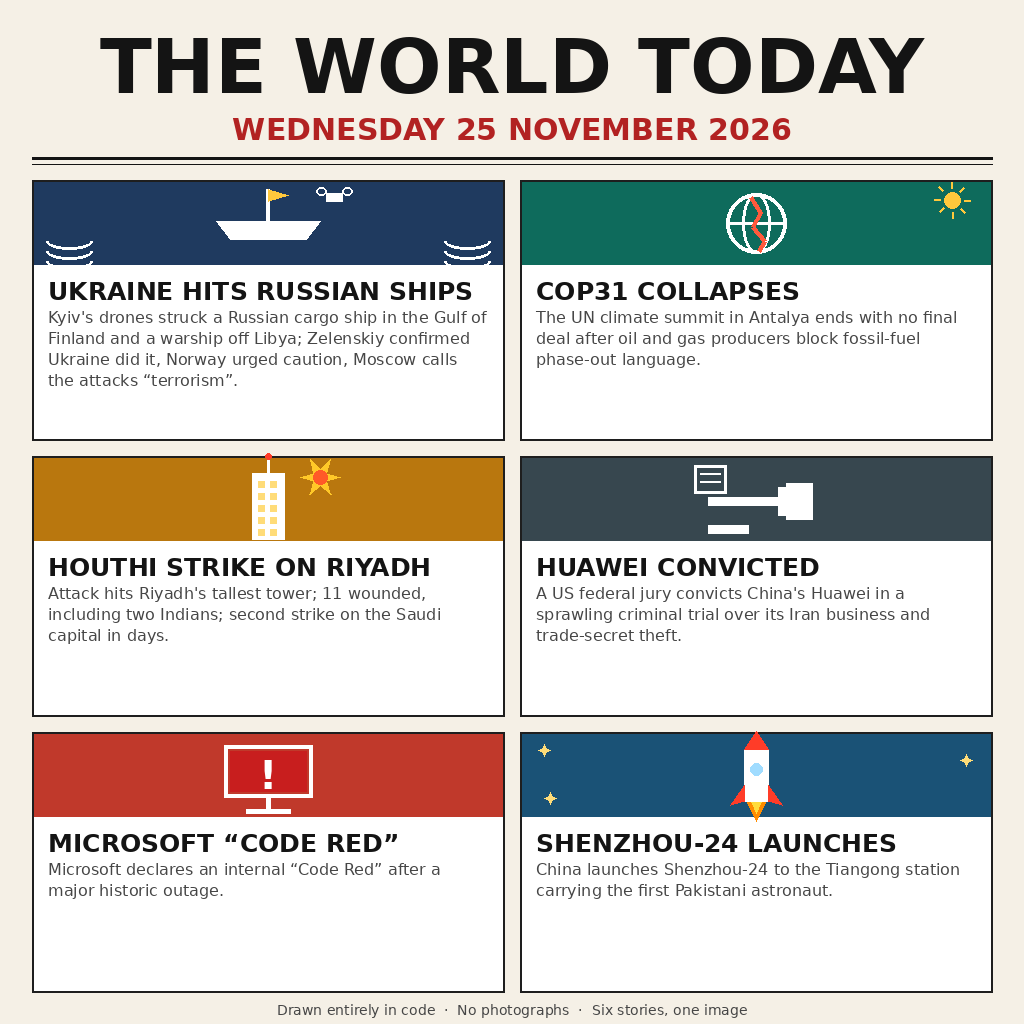 THE WORLD TODAY
WEDNESDAY 25 NOVEMBER 2026
UKRAINE HITS RUSSIAN SHIPS
Kyiv's drones struck a Russian cargo ship in the Gulf of
Finland and a warship off Libya; Zelenskiy confirmed
Ukraine did it, Norway urged caution, Moscow calls
the attacks “terrorism”.
COP31 COLLAPSES
The UN climate summit in Antalya ends with no final
deal after oil and gas producers block fossil-fuel
phase-out language.
HOUTHI STRIKE ON RIYADH
Attack hits Riyadh's tallest tower; 11 wounded,
including two Indians; second strike on the Saudi
capital in days.
HUAWEI CONVICTED
A US federal jury convicts China's Huawei in a
sprawling criminal trial over its Iran business and
trade-secret theft.
!
MICROSOFT “CODE RED”
Microsoft declares an internal “Code Red” after a
major historic outage.
SHENZHOU-24 LAUNCHES
China launches Shenzhou-24 to the Tiangong station
carrying the first Pakistani astronaut.
Drawn entirely in code · No photographs · Six stories, one image